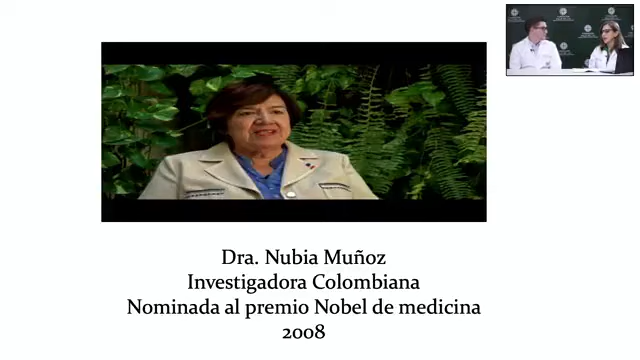 Dra. Nubia Muñoz
Investigadora Colombiana
Nominada al premio Nobel de medicina
2008